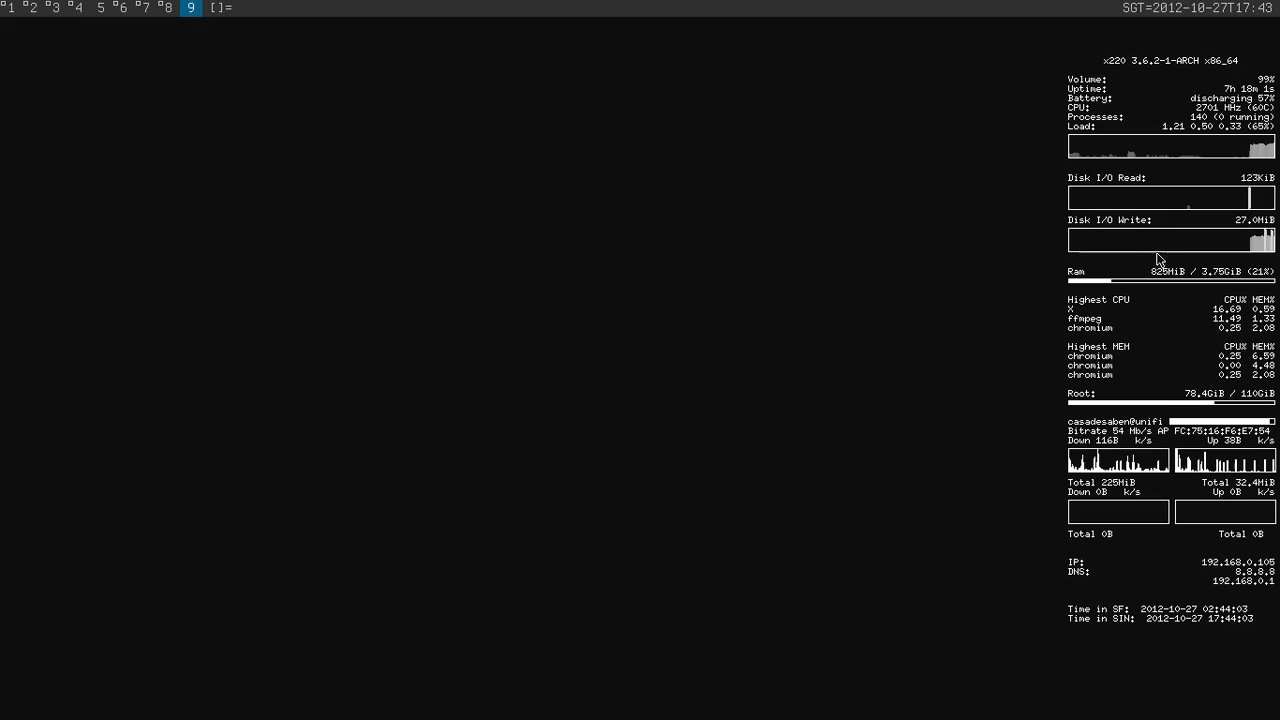 1 2 3 4 5 6 7 8 9 []= SGT=2012-10-27T17:43
x220 3.6.2-1-ARCH x86_64
Volume: 99%
Uptime: 7h 18m 1s
Battery: discharging 57%
CPU: 2701 MHz (60C)
Processes: 140 (0 running)
Load: 1.21 0.50 0.33 (65%)
Disk I/O Read: 123KiB
Disk I/O Write: 27.0MiB
Ram 825MiB / 3.75GiB (21%)
Highest CPU CPU% MEM%
X 16.69 0.59
ffmpeg 11.49 1.33
chromium 0.25 2.08
Highest MEM CPU% MEM%
chromium 0.25 6.59
chromium 0.00 4.48
chromium 0.25 2.08
Root: 78.4GiB / 110GiB
casadesaben@unifi
Bitrate 54 Mb/s AP FC:75:16:F6:E7:54
Down 116B k/s Up 38B k/s
Total 225MiB Total 32.4MiB
Down 0B k/s Up 0B k/s
Total 0B Total 0B
IP: 192.168.0.105
DNS: 8.8.8.8
192.168.0.1
Time in SF: 2012-10-27 02:44:03
Time in SIN: 2012-10-27 17:44:03